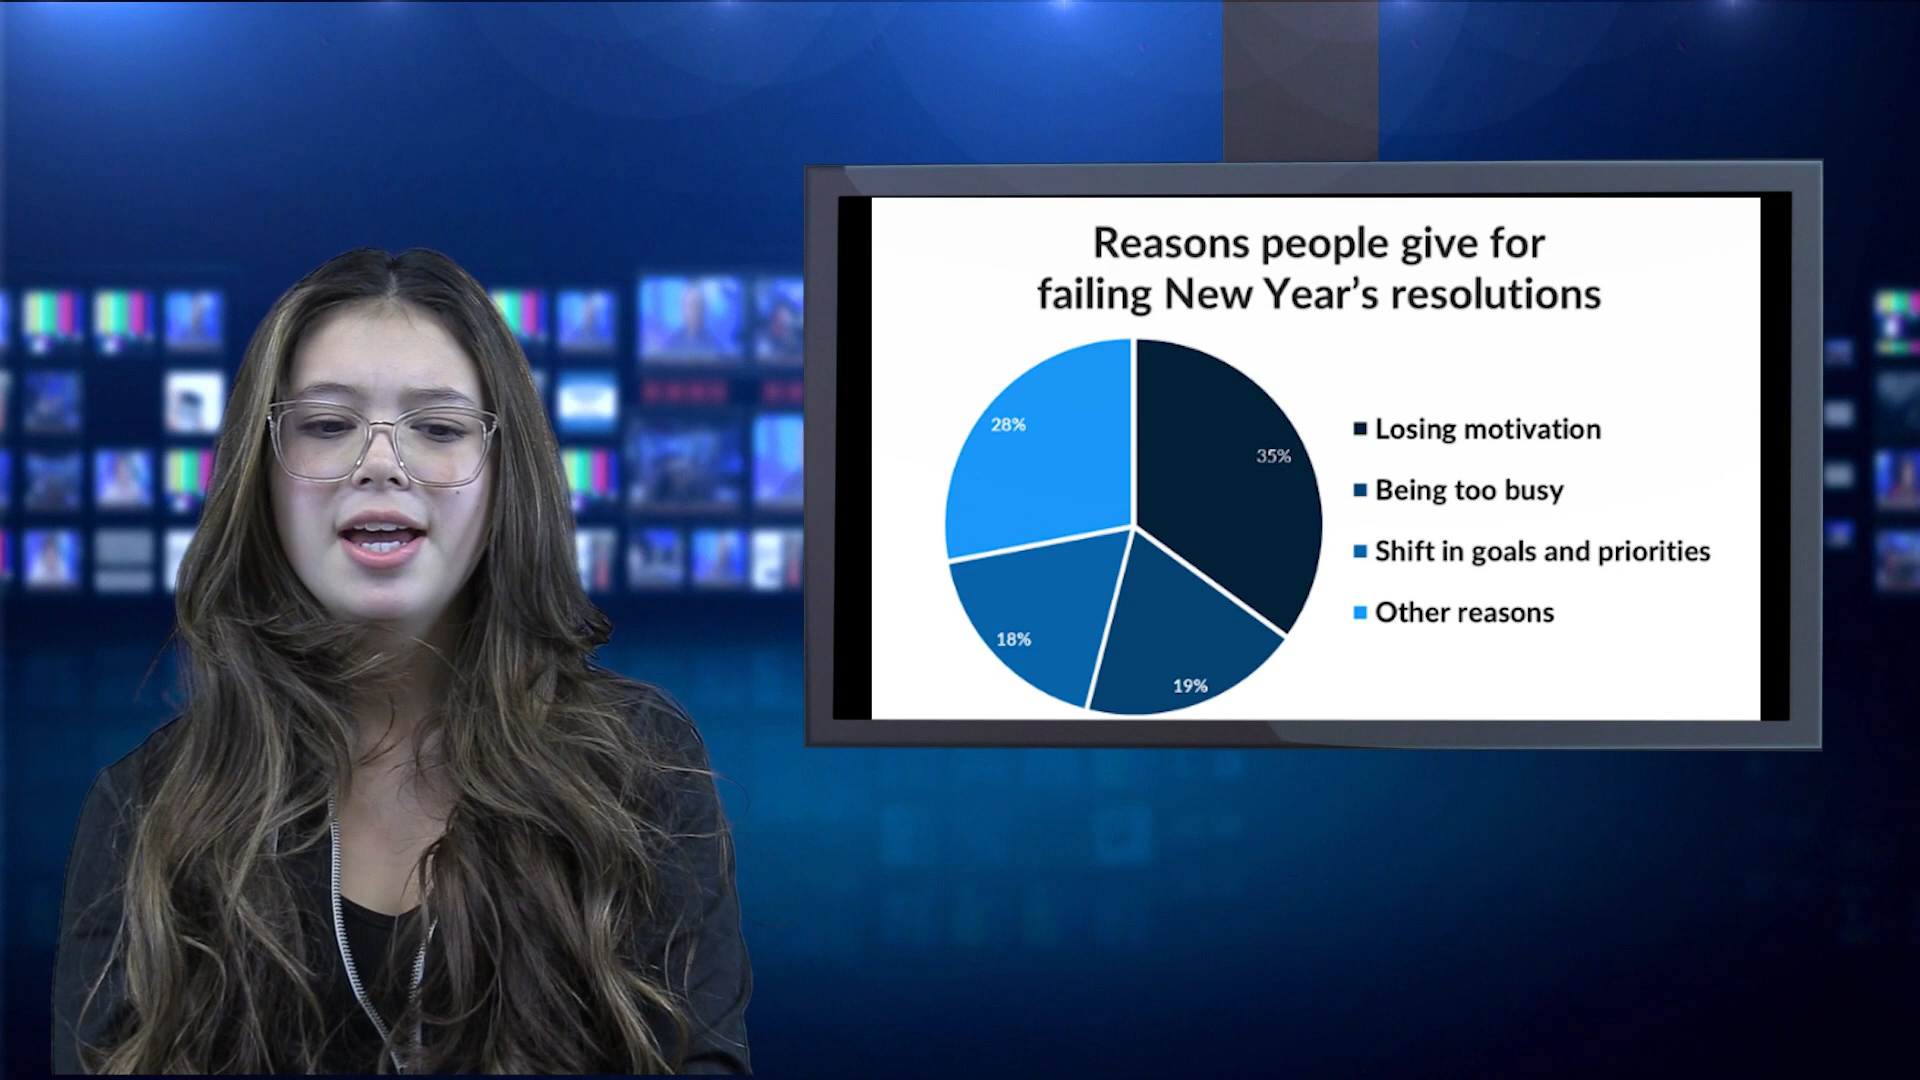 Reasons people give for
failing New Year's resolutions
28%
35%
18%
19%
Losing motivation
Being too busy
Shift in goals and priorities
Other reasons